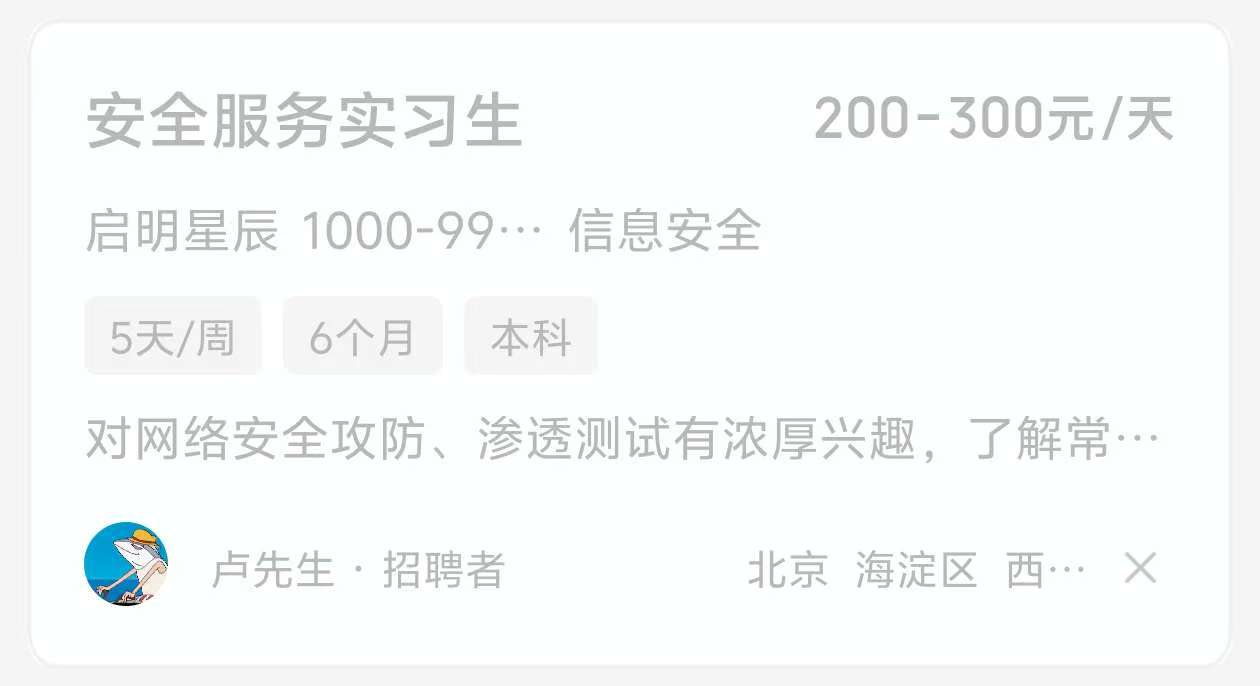 安全服务实习生 200-300元/天
启明星辰 1000-99… 信息安全
5天/周 6个月 本科
对网络安全攻防、渗透测试有浓厚兴趣，了解常…
卢先生 · 招聘者 北京 海淀区 西…